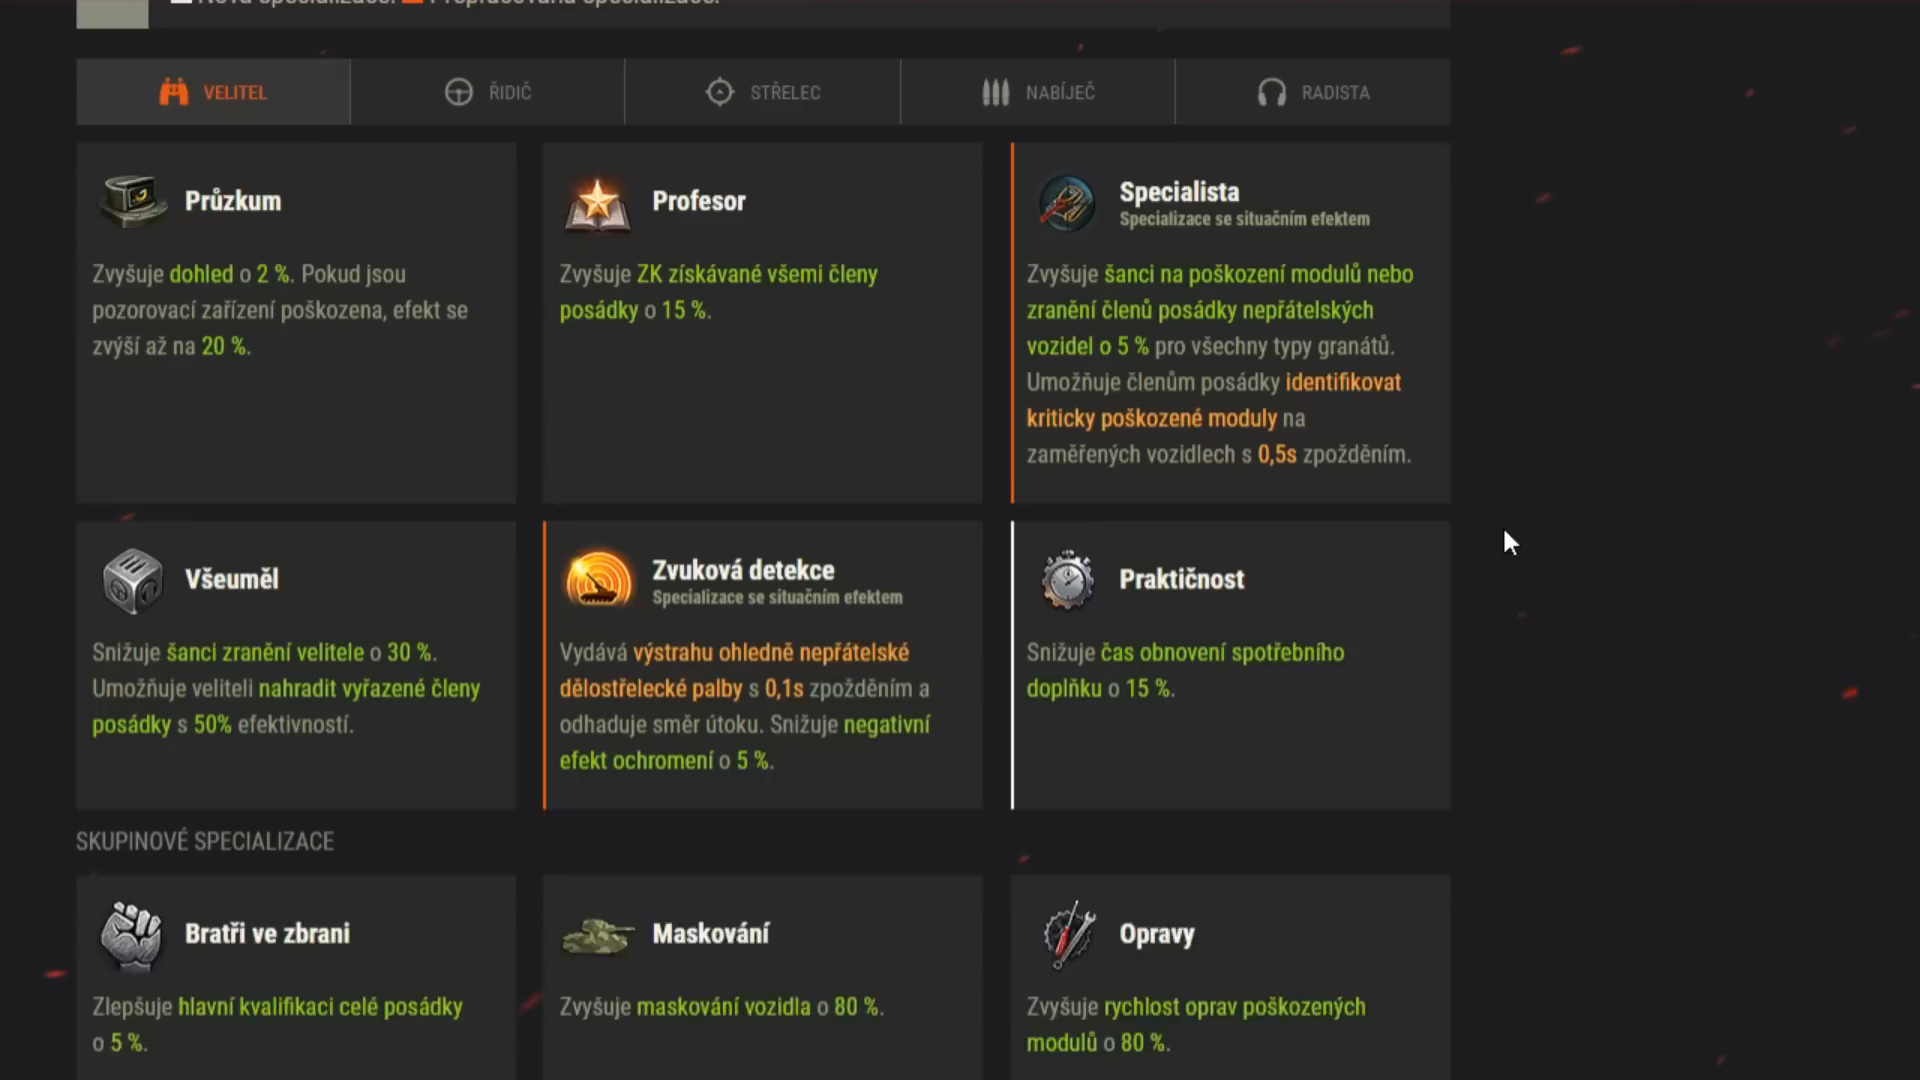 VELITEL
ŘIDIČ
STŘELEC
NABÍJEČ
RADISTA
Průzkum
Zvyšuje dohled o 2 %. Pokud jsou
pozorovací zařízení poškozena, efekt se
zvýší až na 20 %.
Profesor
Zvyšuje ZK získávané všemi členy
posádky o 15 %.
Specialista
Specializace se situačním efektem
Zvyšuje šanci na poškození modulů nebo
zranění členů posádky nepřátelských
vozidel o 5 % pro všechny typy granátů.
Umožňuje členům posádky identifikovat
kriticky poškozené moduly na
zaměřených vozidlech s 0,5s zpožděním.
Všeuměl
Snižuje šanci zranění velitele o 30 %.
Umožňuje veliteli nahradit vyřazené členy
posádky s 50% efektivností.
Zvuková detekce
Specializace se situačním efektem
Vydává výstrahu ohledně nepřátelské
dělostřelecké palby s 0,1s zpožděním a
odhaduje směr útoku. Snižuje negativní
efekt ochromení o 5 %.
Praktičnost
Snižuje čas obnovení spotřebního
doplňku o 15 %.
SKUPINOVÉ SPECIALIZACE
Bratři ve zbrani
Zlepšuje hlavní kvalifikaci celé posádky
o 5 %.
Maskování
Zvyšuje maskování vozidla o 80 %.
Opravy
Zvyšuje rychlost oprav poškozených
modulů o 80 %.